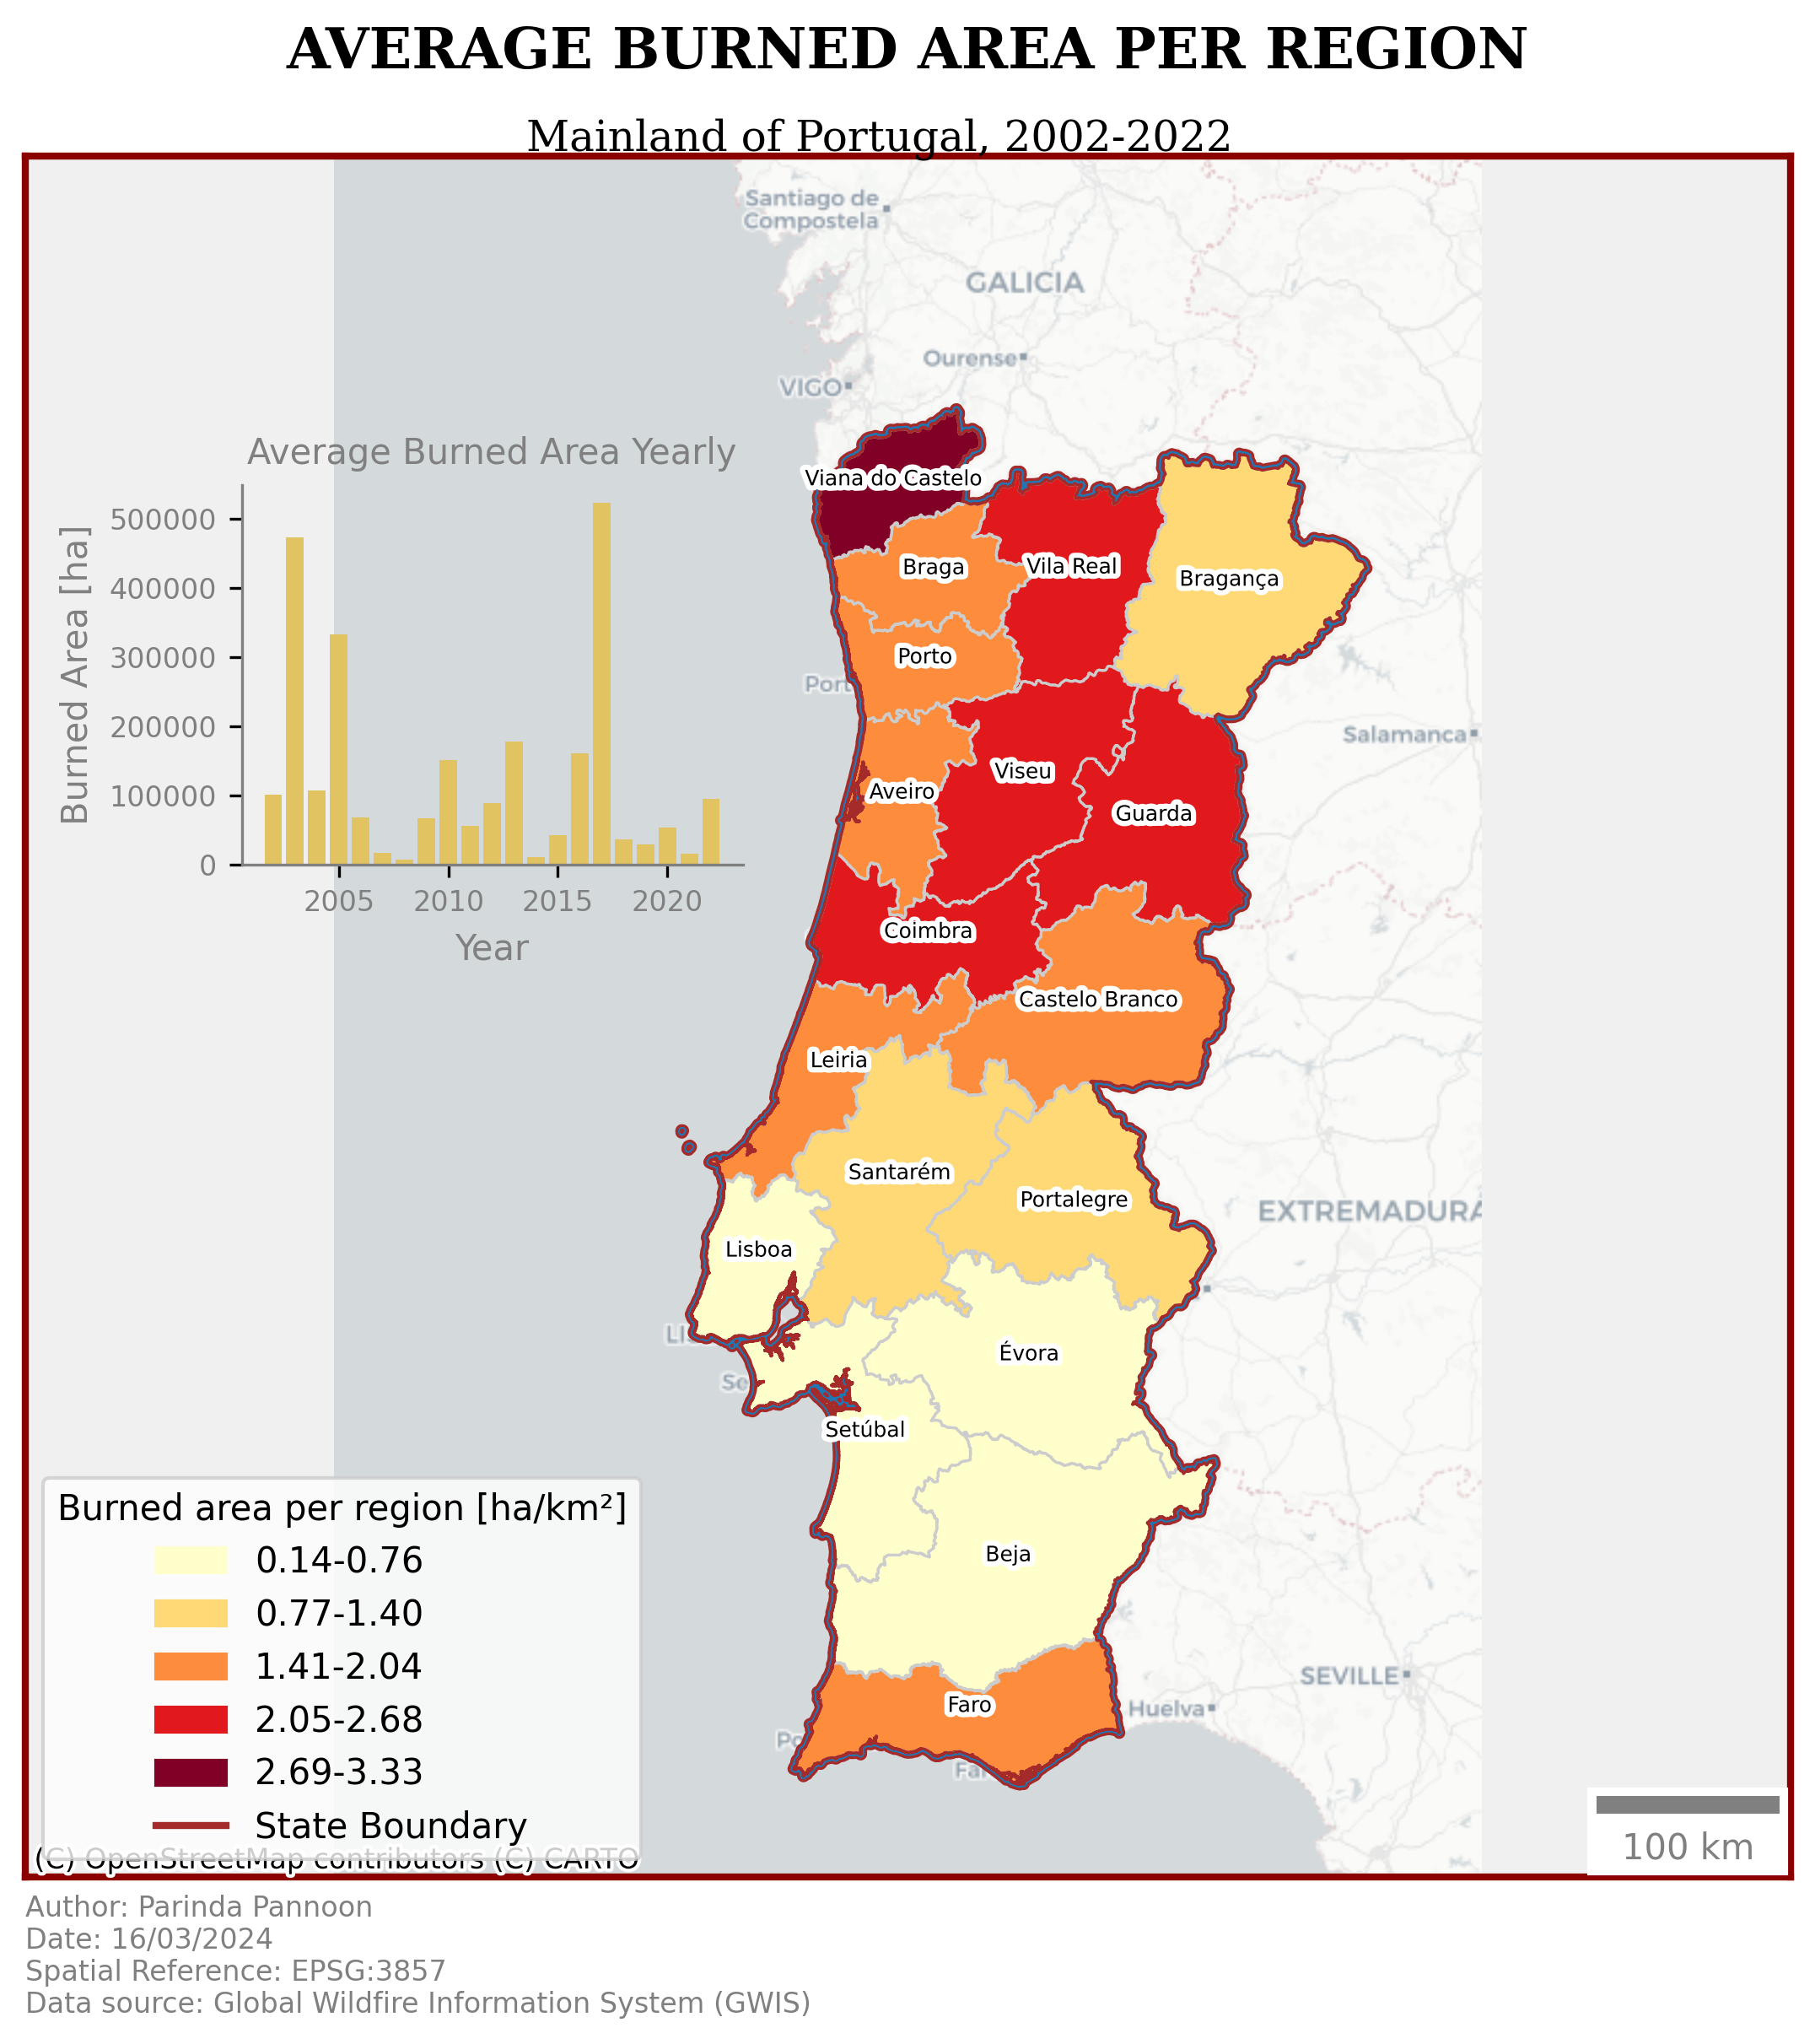 AVERAGE BURNED AREA PER REGION
Mainland of Portugal, 2002-2022
Santiago de
Compostela
GALICIA
Ourense
VIGO
Average Burned Area Yearly
Burned Area [ha]
500000
400000
300000
200000
100000
0
2005 2010 2015 2020
Year
Viana do Castelo
Braga
Vila Real
Bragança
Porto
Port
Salamanca
Viseu
Aveiro
Guarda
Coimbra
Castelo Branco
Leiria
Santarém
Portalegre
EXTREMADURA
Lisboa
LIS
Évora
Se
Setúbal
Beja
SEVILLE
Faro
Huelva
Po
Far
Burned area per region [ha/km²]
0.14-0.76
0.77-1.40
1.41-2.04
2.05-2.68
2.69-3.33
State Boundary
(C) OpenStreetMap contributors (C) CARTO
100 km
Author: Parinda Pannoon
Date: 16/03/2024
Spatial Reference: EPSG:3857
Data source: Global Wildfire Information System (GWIS)